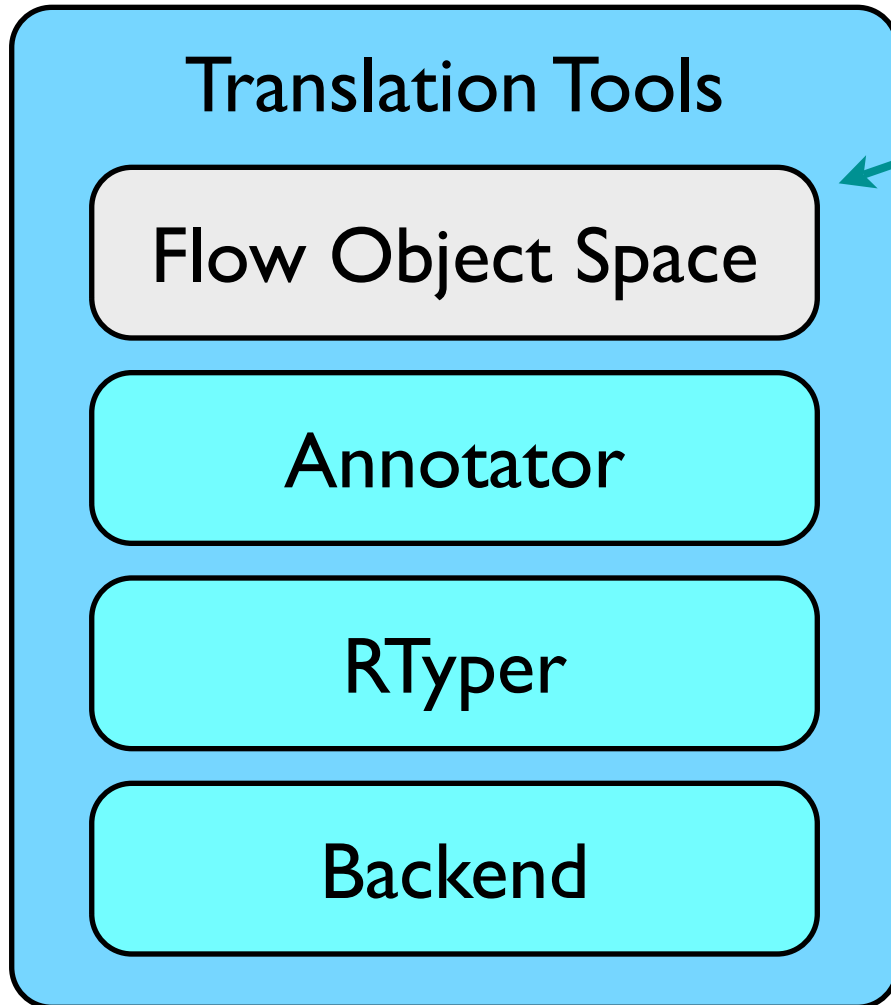 Translation Tools
Flow Object Space
Annotator
RTyper
Backend